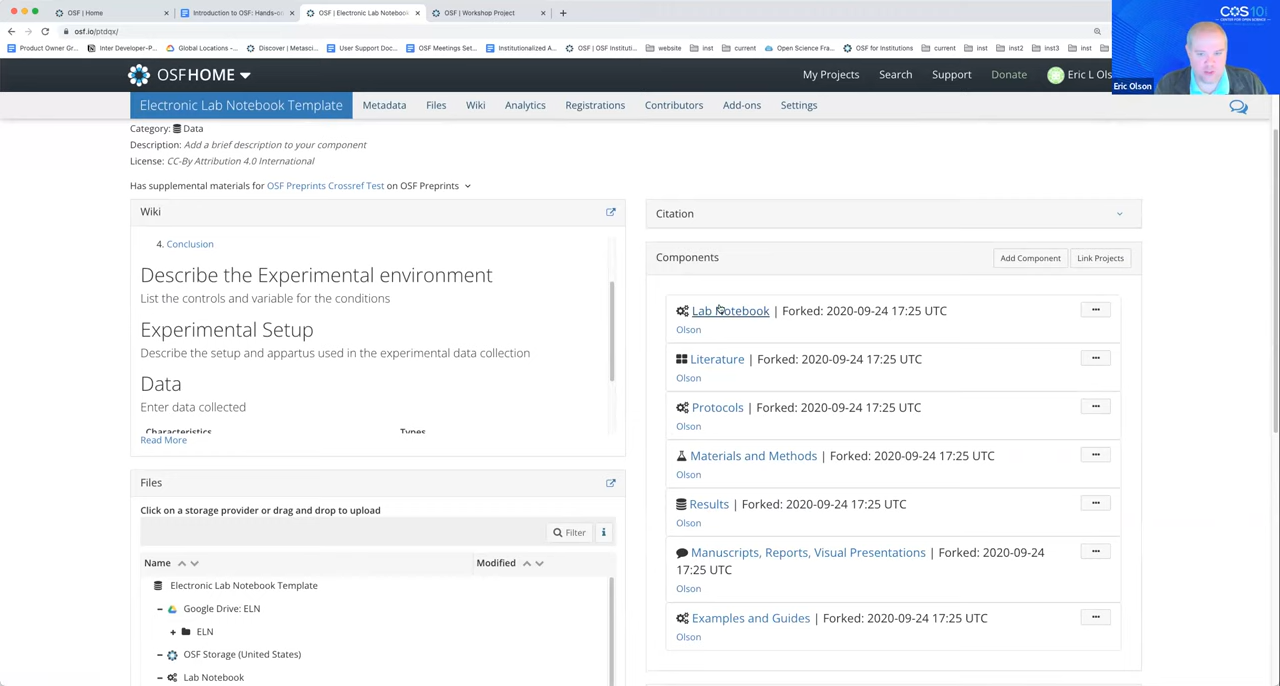 OSF | Home
Introduction to OSF: Hands-o
OSF | Electronic Lab Notebook
OSF | Workshop Project
osf.io/ptdqx/
Product Owner Gr...
Inter Developer-P...
Global Locations -...
Discover | Metasci...
User Support Doc...
OSF Meetings Set...
Institutionalized A...
OSF | OSF Instituti...
website
inst
current
Open Science Fra...
OSF for Institutions
current
inst
inst2
inst3
inst
OSFHOME
My Projects
Search
Support
Donate
Eric L Ols
COS10
CENTER FOR OPEN SCIENCE
Eric Olson
Electronic Lab Notebook Template
Metadata
Files
Wiki
Analytics
Registrations
Contributors
Add-ons
Settings
Category: Data
Description: Add a brief description to your component
License: CC-By Attribution 4.0 International
Has supplemental materials for OSF Preprints Crossref Test on OSF Preprints
Wiki
4. Conclusion
Describe the Experimental environment
List the controls and variable for the conditions
Experimental Setup
Describe the setup and appartus used in the experimental data collection
Data
Enter data collected
Characteristics Types
Read More
Files
Click on a storage provider or drag and drop to upload
Filter
Name
Modified
Electronic Lab Notebook Template
Google Drive: ELN
ELN
OSF Storage (United States)
Lab Notebook
Citation
Components
Add Component
Link Projects
Lab Notebook | Forked: 2020-09-24 17:25 UTC
Olson
Literature | Forked: 2020-09-24 17:25 UTC
Olson
Protocols | Forked: 2020-09-24 17:25 UTC
Olson
Materials and Methods | Forked: 2020-09-24 17:25 UTC
Olson
Results | Forked: 2020-09-24 17:25 UTC
Olson
Manuscripts, Reports, Visual Presentations | Forked: 2020-09-24
17:25 UTC
Olson
Examples and Guides | Forked: 2020-09-24 17:25 UTC
Olson